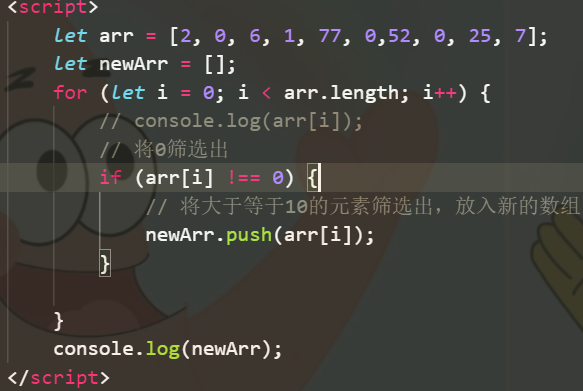 <script>
let arr = [2, 0, 6, 1, 77, 0,52, 0, 25, 7];
let newArr = [];
for (let i = 0; i < arr.length; i++) {
// console.log(arr[i]);
// 将0筛选出
if (arr[i] !== 0) {
// 将大于等于10的元素筛选出，放入新的数组
newArr.push(arr[i]);
}
}
console.log(newArr);
</script>